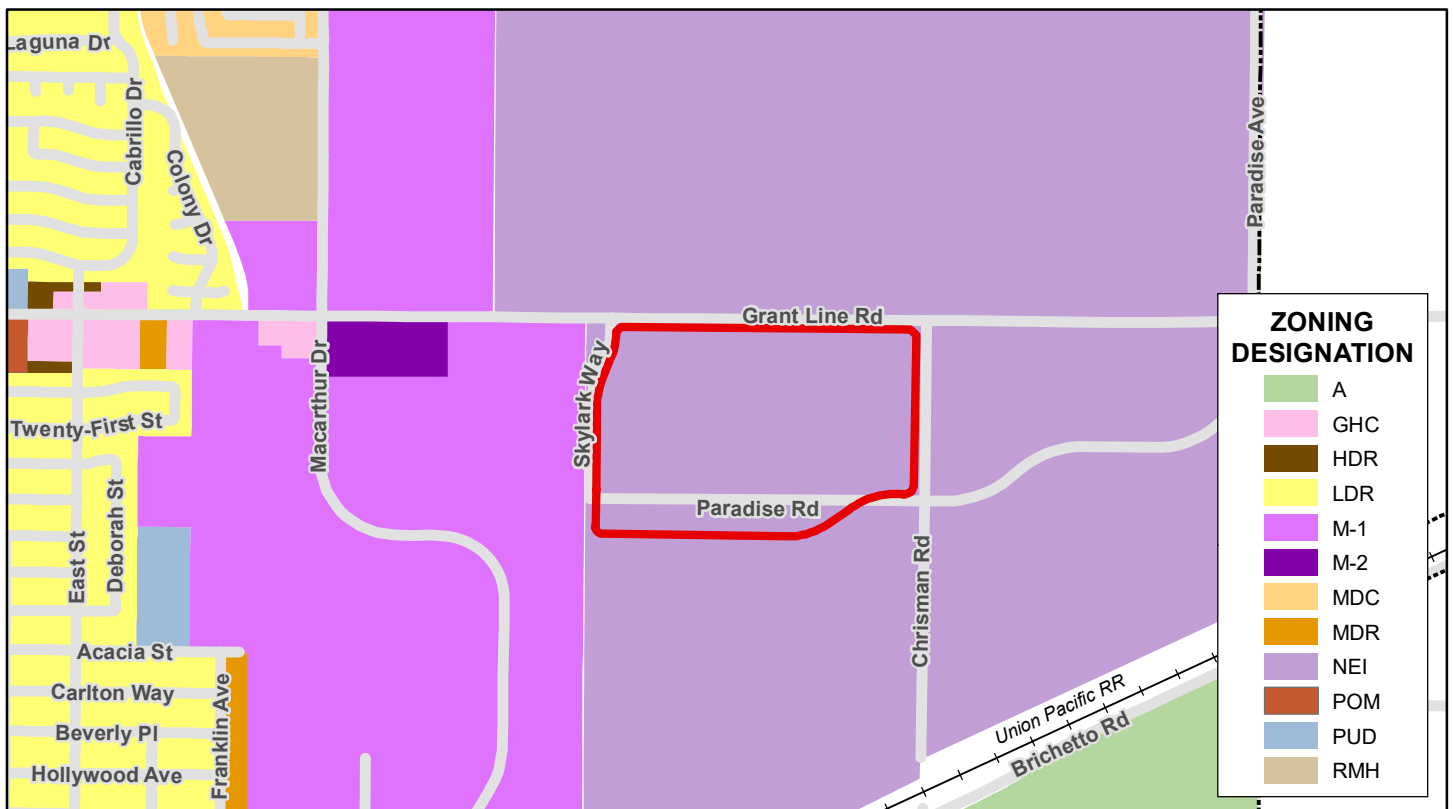 Laguna Dr
Cabrillo Dr
Colony Dr
Paradise Ave
Grant Line Rd
Skylark Way
Macarthur Dr
Twenty-First St
Deborah St
East St
Paradise Rd
Chrisman Rd
Acacia St
Carlton Way
Franklin Ave
Beverly Pl
Hollywood Ave
Union Pacific RR
Brichetto Rd
ZONING
DESIGNATION
A
GHC
HDR
LDR
M-1
M-2
MDC
MDR
NEI
POM
PUD
RMH